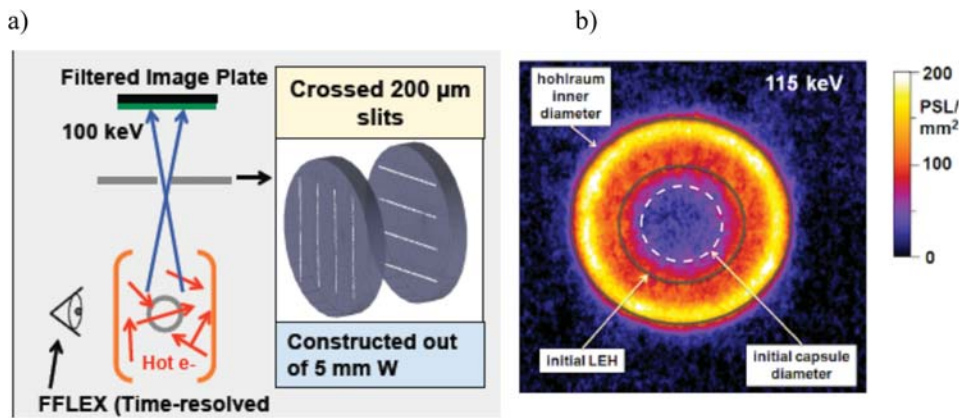 a)
b)
Filtered Image Plate
100 keV
Crossed 200 µm
slits
Hot e-
Constructed out
of 5 mm W
FFLEX (Time-resolved
hohlraum
inner
diameter
115 keV
200
PSL/
mm²
100
0
initial LEH
initial capsule
diameter